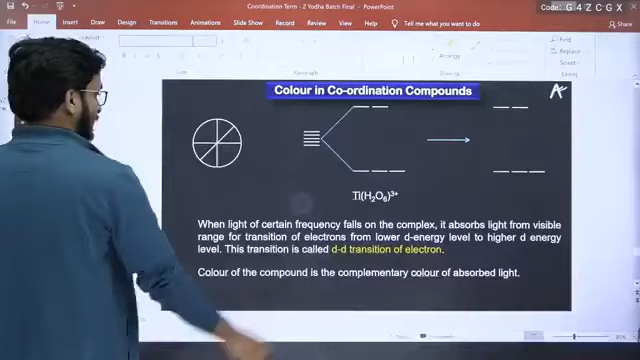 Coordination Term - Z Yodha Batch Final - PowerPoint
Code: G4ZCGX
File Home Insert Draw Design Transitions Animations Slide Show Record Review View Help Tell me what you want to do Share
Find
Replace
Select
Arrange
Font Paragraph Drawing Editing
Colour in Co-ordination Compounds
Ti(H₂O₆)³⁺
When light of certain frequency falls on the complex, it absorbs light from visible
range for transition of electrons from lower d-energy level to higher d energy
level. This transition is called d-d transition of electron.
Colour of the compound is the complementary colour of absorbed light.